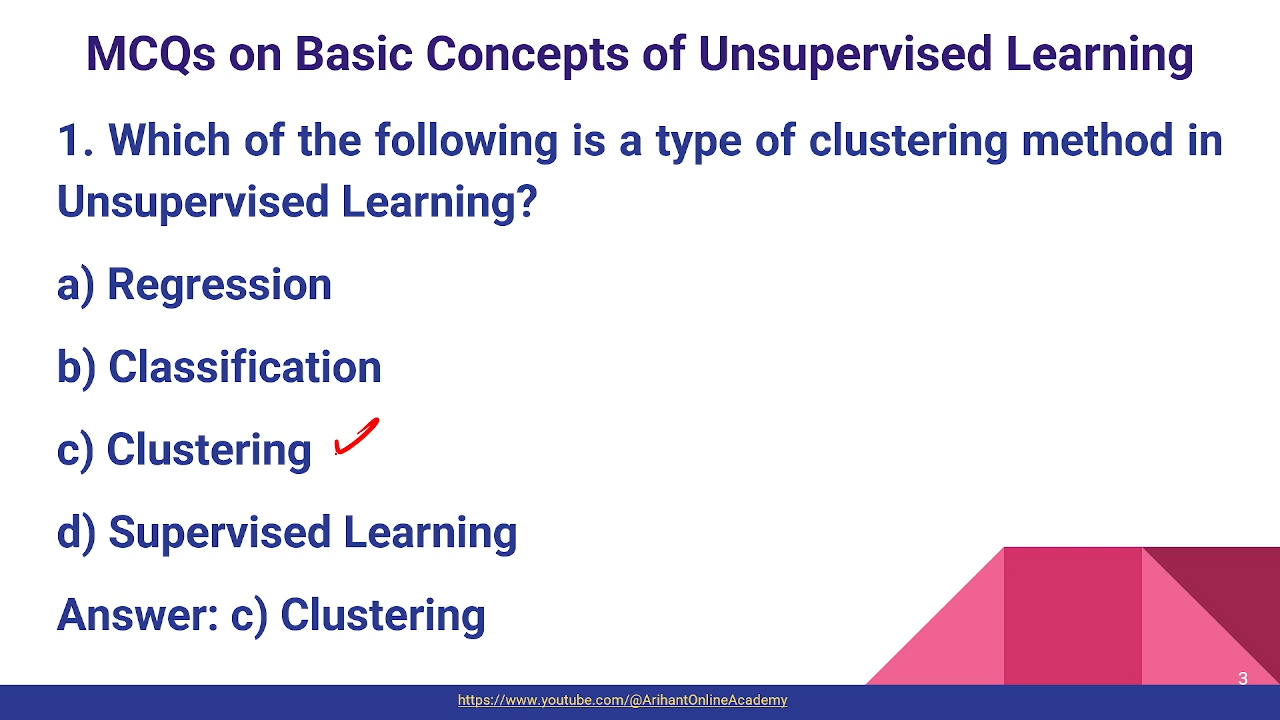 MCQs on Basic Concepts of Unsupervised Learning
1. Which of the following is a type of clustering method in
Unsupervised Learning?
a) Regression
b) Classification
c) Clustering
d) Supervised Learning
Answer: c) Clustering
3
https://www.youtube.com/@ArihantOnlineAcademy